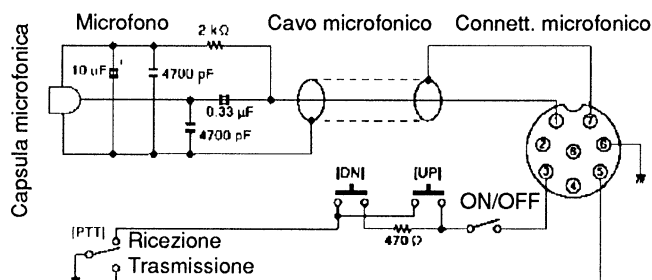 Microfono
Cavo microfonico
Connett. microfonico
Capsula microfonica
2 kΩ
10 uF
+
4700 pF
0.33 µF
4700 pF
7
2
8
6
3
5
4
[DN]
[UP]
ON/OFF
470 Ω
[PTT]
Ricezione
Trasmissione